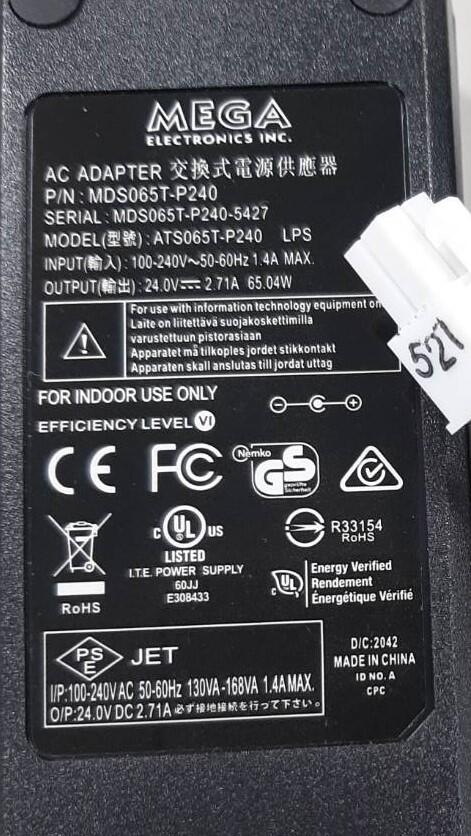 MEGA
ELECTRONICS INC.
AC ADAPTER 交換式電源供應器
P/N : MDS065T-P240
SERIAL : MDS065T-P240-5427
MODEL(型號) : ATS065T-P240 LPS
INPUT(輸入) : 100-240V~50-60Hz 1.4A MAX.
OUTPUT(輸出) : 24.0V⎓ 2.71A 65.04W
For use with information technology equipment on
Laite on liitettävä suojakoskettimilla
varustettuun pistorasiaan
Apparatet må tilkoples jordet stikkontakt
Apparaten skall anslutas till jordat uttag
527
FOR INDOOR USE ONLY
EFFICIENCY LEVEL VI
CE FC Nemko GS
geprüfte
Sicherheit
RoHS
c UL US
LISTED
I.T.E. POWER SUPPLY
60JJ
E308433
R33154
RoHS
c UL
Energy Verified
Rendement
Énergétique Vérifié
PS
E
JET
I/P:100-240V AC 50-60Hz 130VA-168VA 1.4A MAX.
O/P:24.0V DC 2.71A 必ず接地接続を行って下さい。
D/C:2042
MADE IN CHINA
ID NO. A
CPC